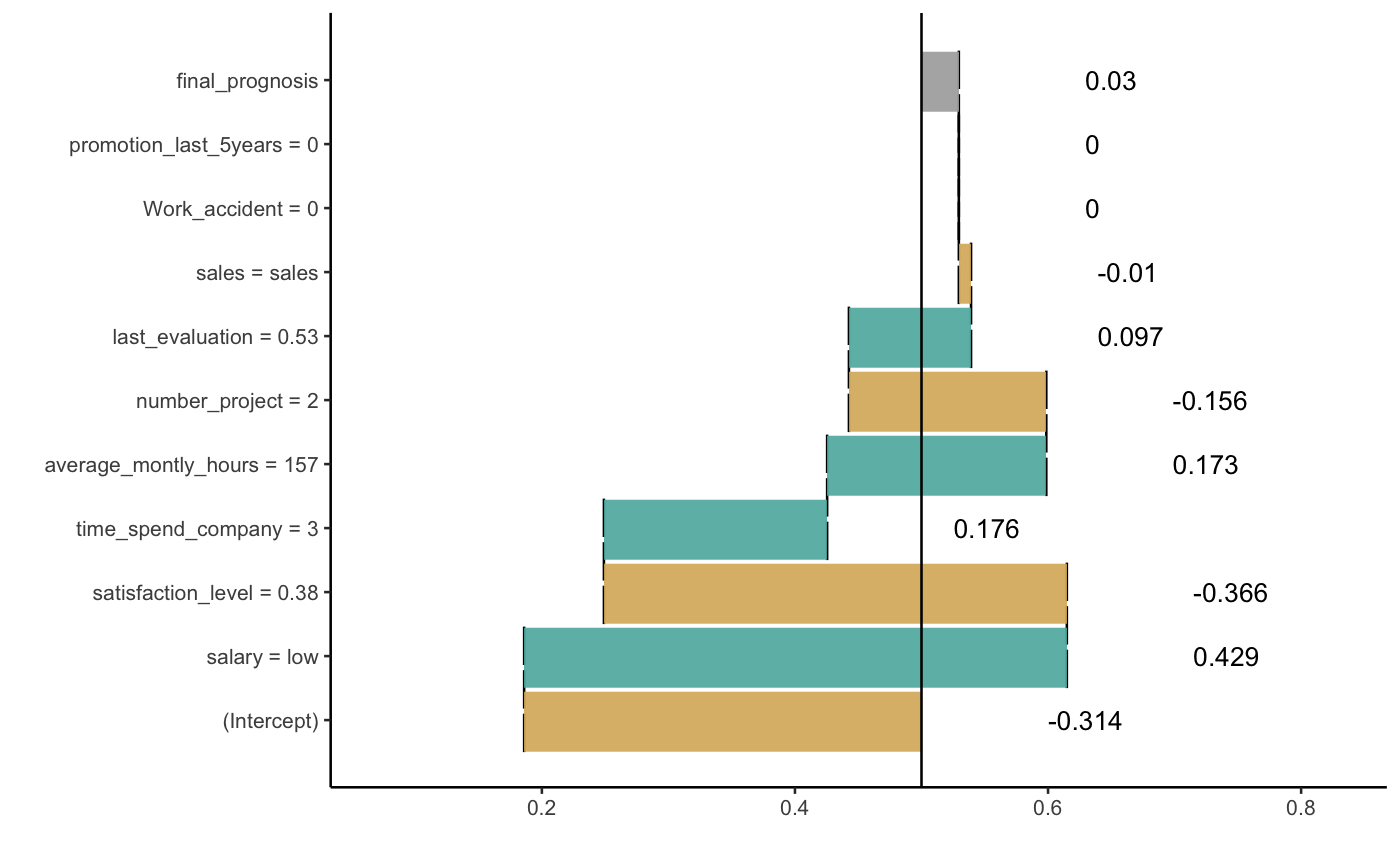 final_prognosis 0.03
promotion_last_5years = 0 0
Work_accident = 0 0
sales = sales -0.01
last_evaluation = 0.53 0.097
number_project = 2 -0.156
average_montly_hours = 157 0.173
time_spend_company = 3 0.176
satisfaction_level = 0.38 -0.366
salary = low 0.429
(Intercept) -0.314
0.2 0.4 0.6 0.8